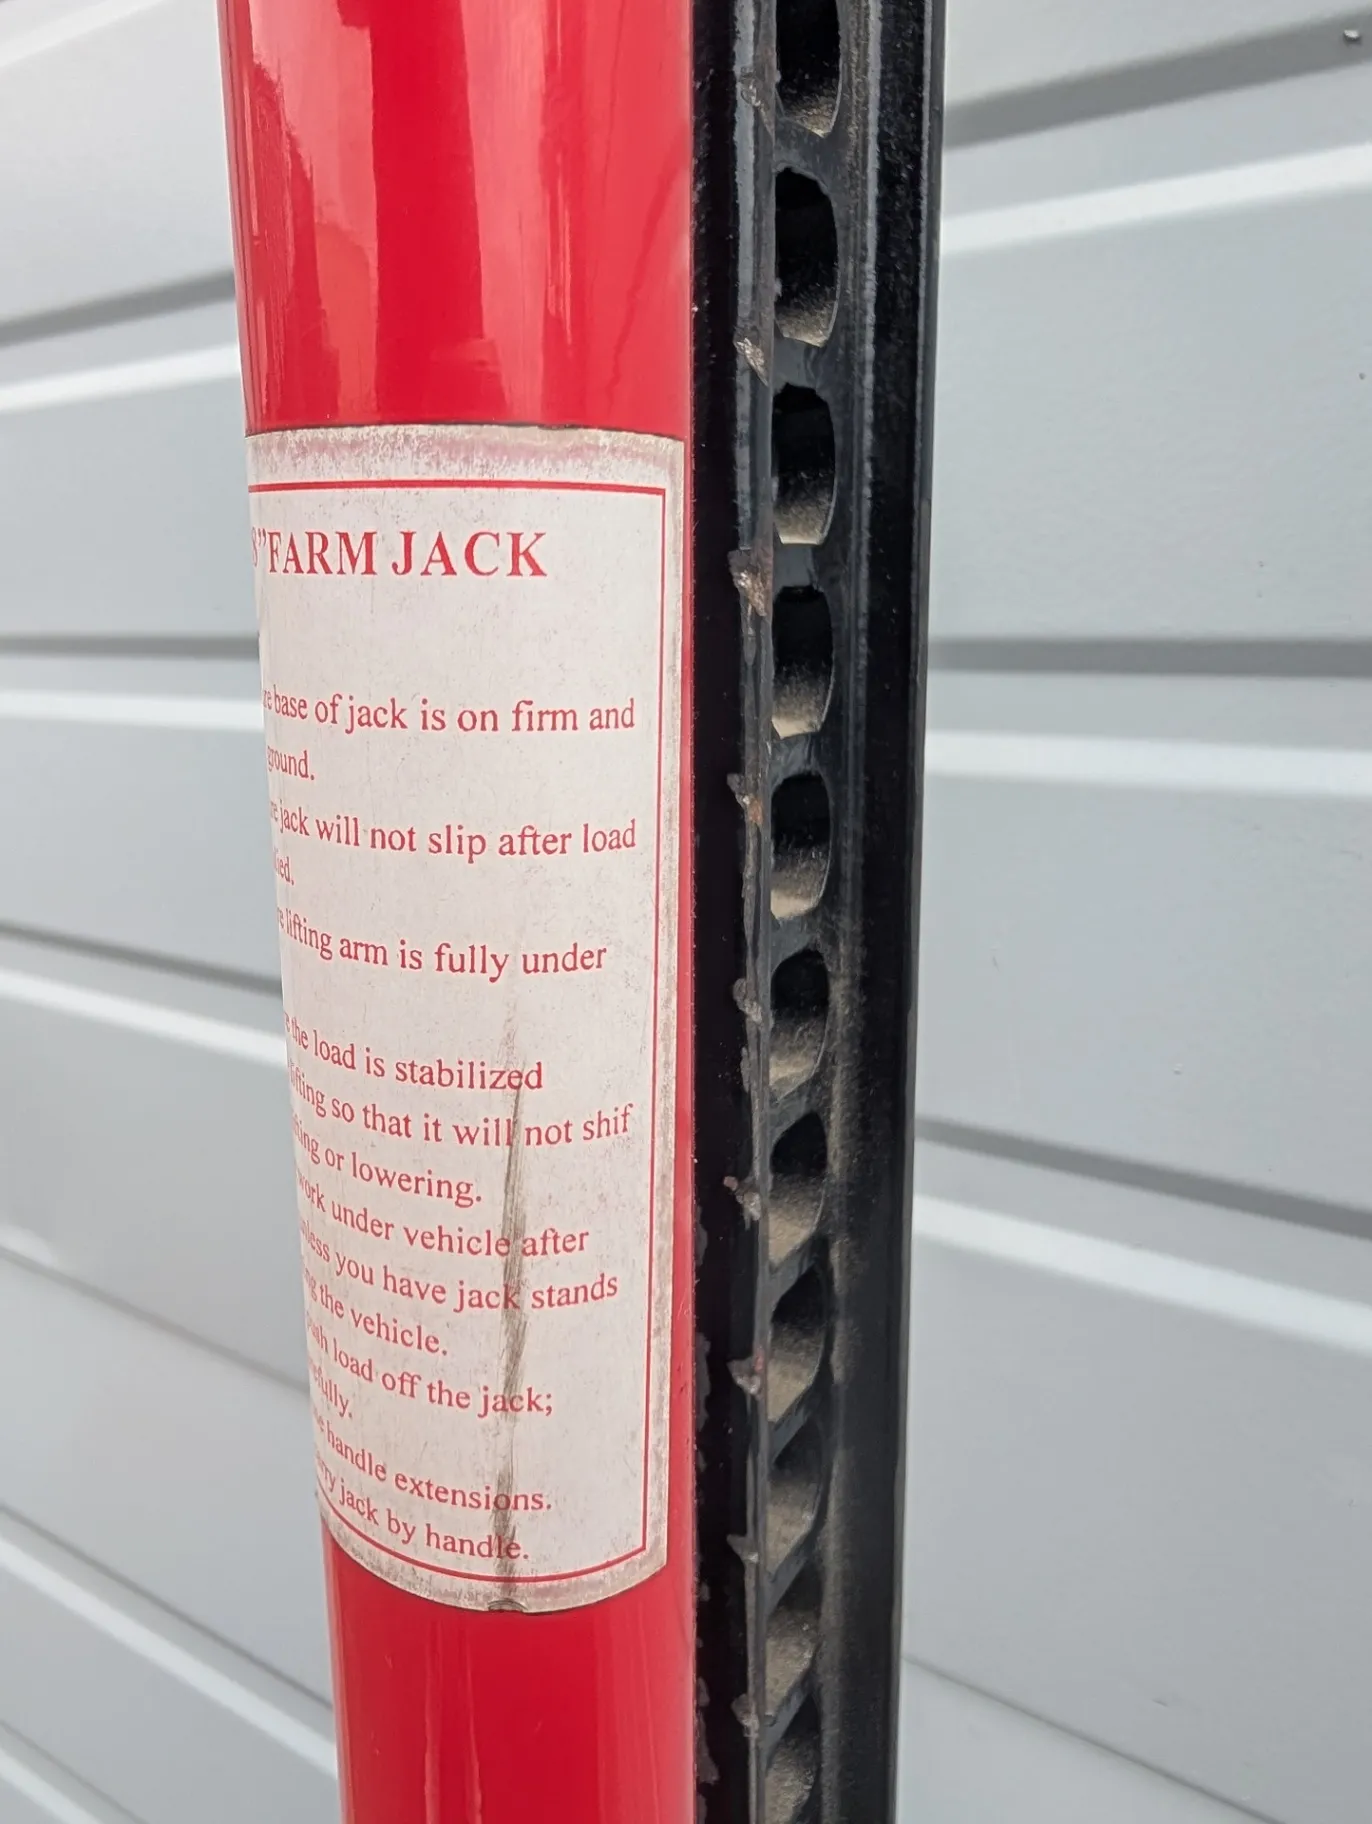 ”FARM JACK
base of jack is on firm and
ground.
jack will not slip after load
lifting arm is fully under
the load is stabilized
so that it will not shif
or lowering.
work under vehicle after
you have jack stands
the vehicle.
load off the jack;
handle extensions.
jack by handle.